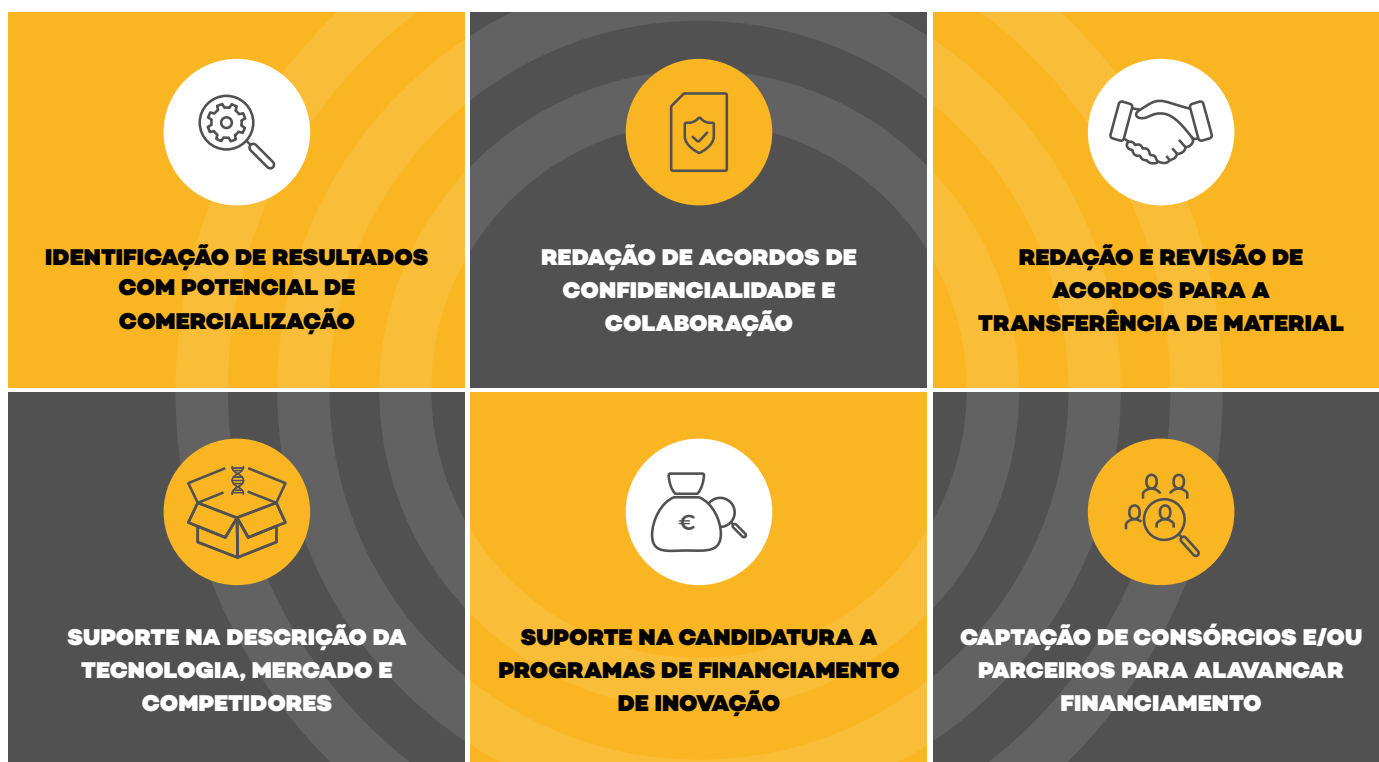 IDENTIFICAÇÃO DE RESULTADOS
COM POTENCIAL DE
COMERCIALIZAÇÃO
REDAÇÃO DE ACORDOS DE
CONFIDENCIALIDADE E
COLABORAÇÃO
REDAÇÃO E REVISÃO DE
ACORDOS PARA A
TRANSFERÊNCIA DE MATERIAL
SUPORTE NA DESCRIÇÃO DA
TECNOLOGIA, MERCADO E
COMPETIDORES
€
SUPORTE NA CANDIDATURA A
PROGRAMAS DE FINANCIAMENTO
DE INOVAÇÃO
CAPTAÇÃO DE CONSÓRCIOS E/OU
PARCEIROS PARA ALAVANCAR
FINANCIAMENTO